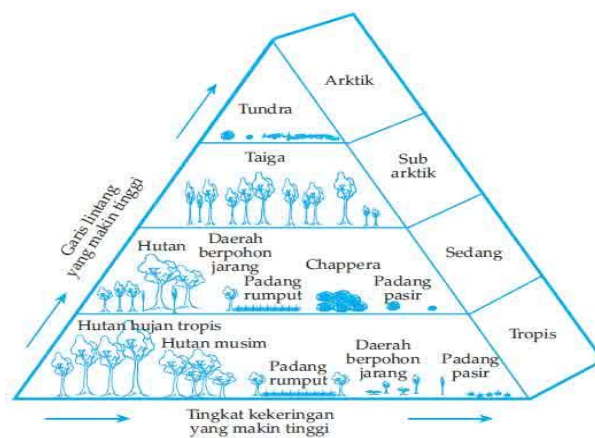 Arktik
Tundra
Taiga
Sub
arktik
Garis lintang
yang makin tinggi
Hutan
Daerah
berpohon
jarang
Padang
rumput
Chappera
Padang
pasir
Sedang
Hutan hujan tropis
Hutan musim
Padang
rumput
Daerah
berpohon
jarang
Padang
pasir
Tropis
Tingkat kekeringan
yang makin tinggi